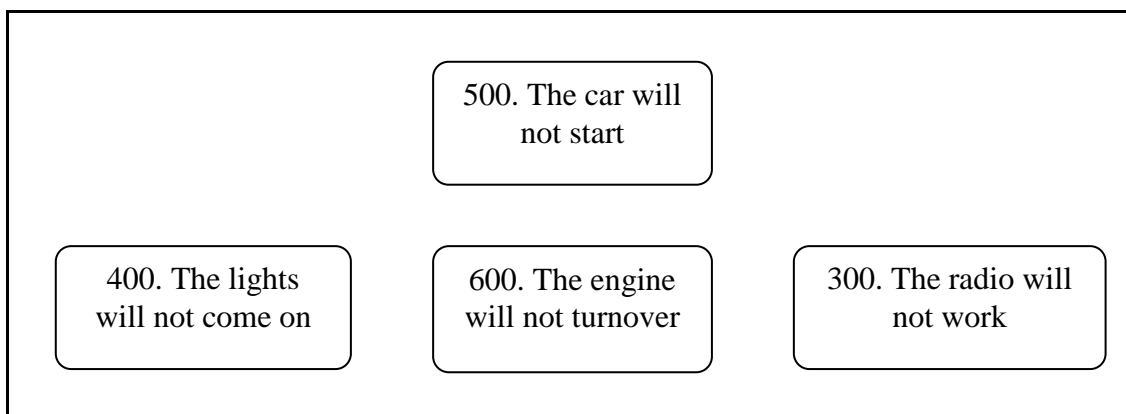 500. The car will
not start
400. The lights
will not come on
600. The engine
will not turnover
300. The radio will
not work